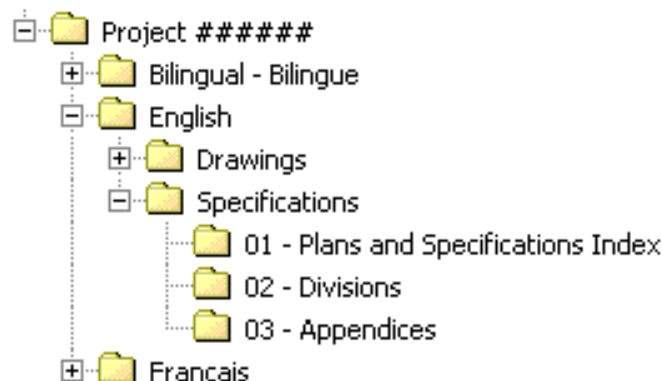 Project ######
Bilingual - Bilingue
English
Drawings
Specifications
01 - Plans and Specifications Index
02 - Divisions
03 - Appendices
Francais